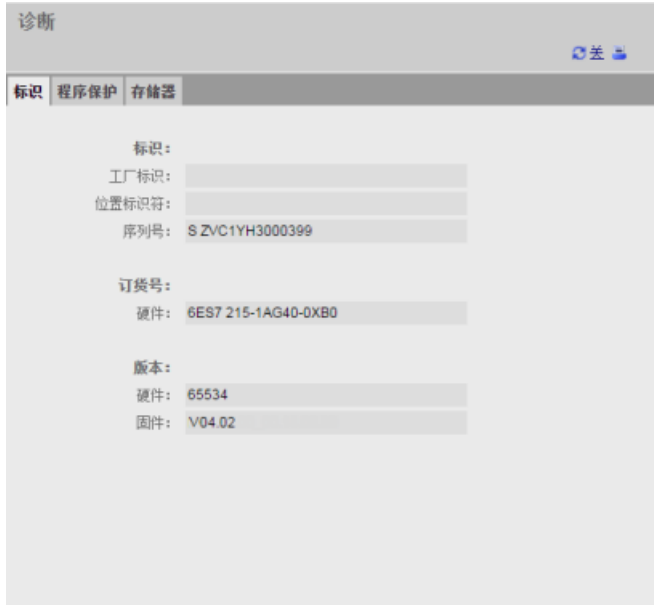 诊断
关
标识 程序保护 存储器
标识:
工厂标识:
位置标识符:
序列号: S ZVC1YH3000399
订货号:
硬件: 6ES7 215-1AG40-0XB0
版本:
硬件: 65534
固件: V04.02